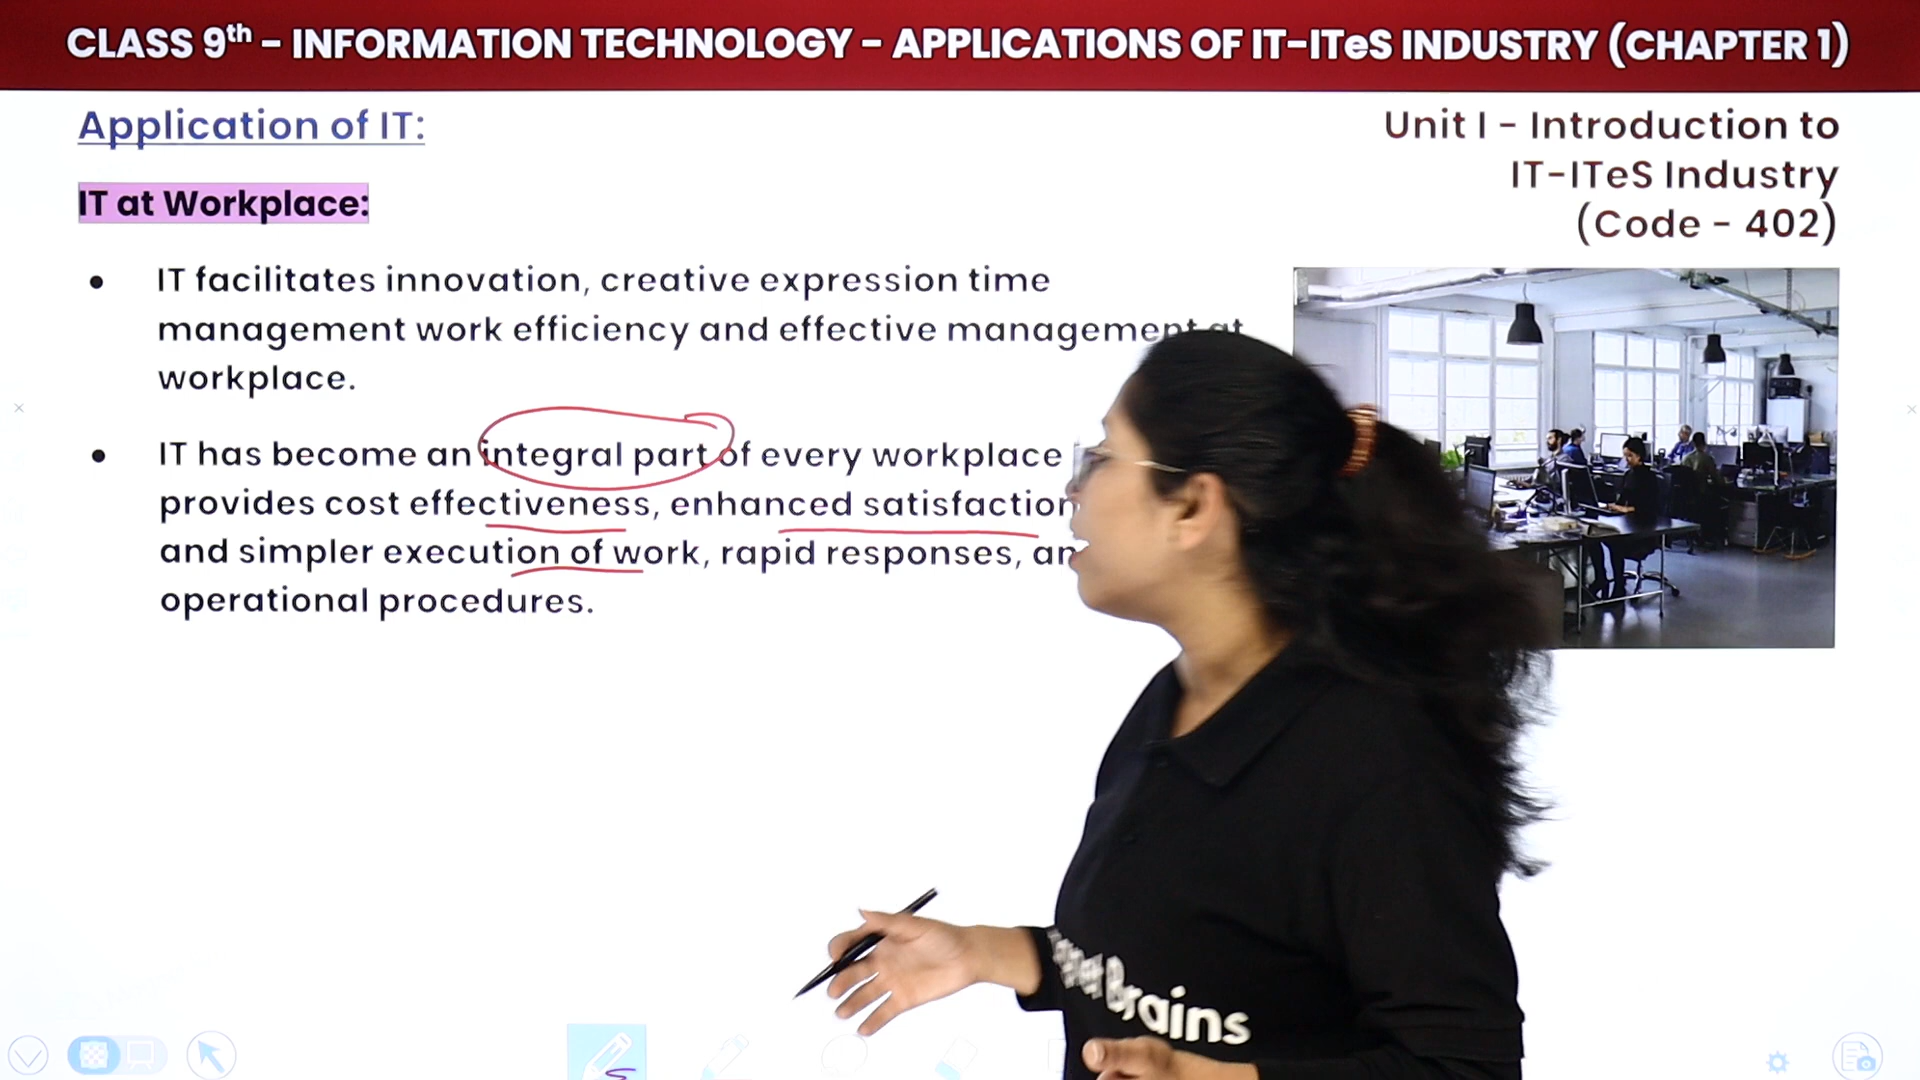 CLASS 9th – INFORMATION TECHNOLOGY – APPLICATIONS OF IT-ITeS INDUSTRY (CHAPTER 1)
Application of IT:
Unit I - Introduction to
IT-ITeS Industry
(Code - 402)
IT at Workplace:
IT facilitates innovation, creative expression time
management work efficiency and effective management at
workplace.
IT has become an integral part of every workplace
provides cost effectiveness, enhanced satisfaction
and simpler execution of work, rapid responses,
operational procedures.
Brains